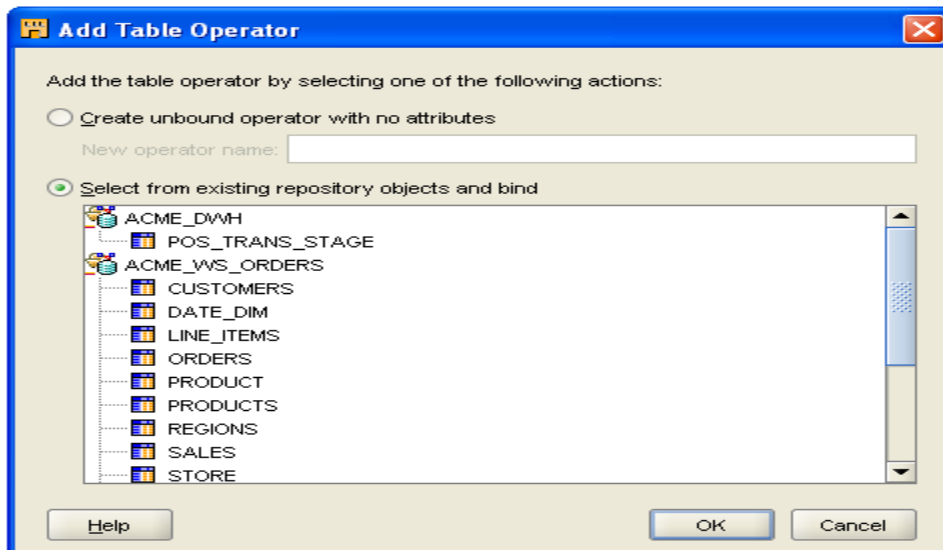 Add Table Operator
Add the table operator by selecting one of the following actions:
Create unbound operator with no attributes
New operator name:
Select from existing repository objects and bind
ACME_DWH
POS_TRANS_STAGE
ACME_WS_ORDERS
CUSTOMERS
DATE_DIM
LINE_ITEMS
ORDERS
PRODUCT
PRODUCTS
REGIONS
SALES
STORE
Help OK Cancel